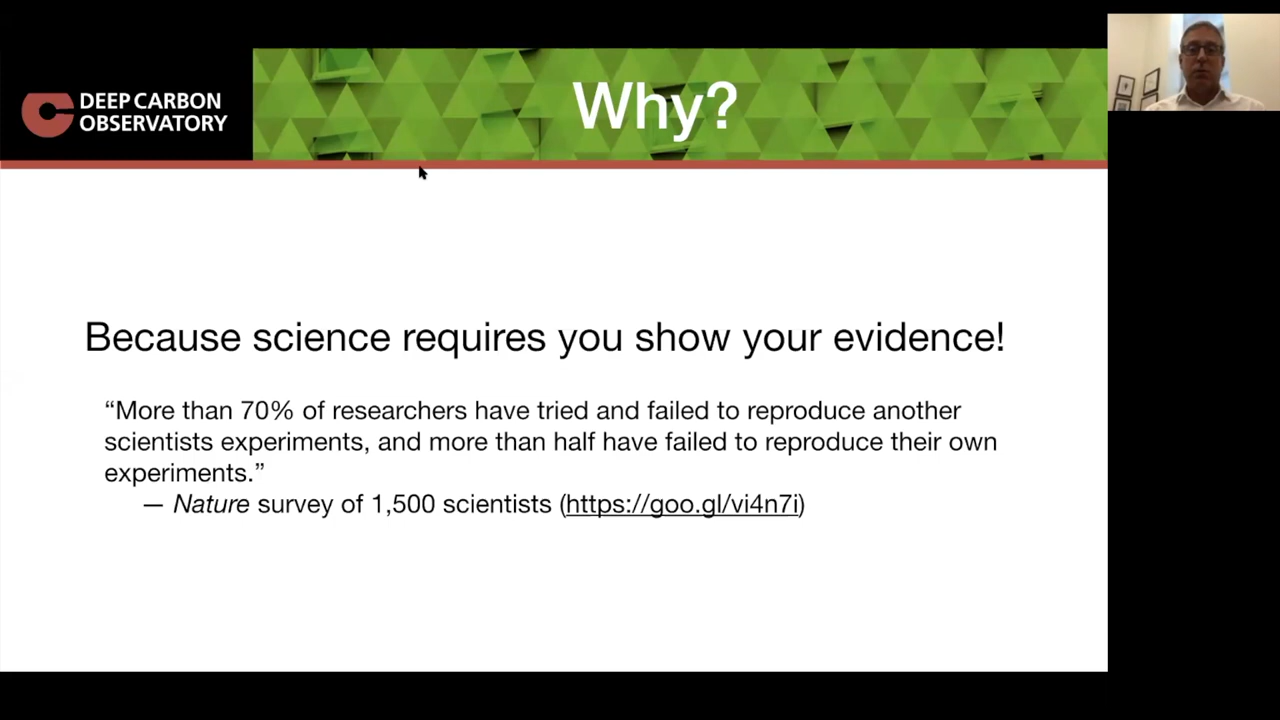 DEEP CARBON
OBSERVATORY
Why?
Because science requires you show your evidence!
“More than 70% of researchers have tried and failed to reproduce another
scientists experiments, and more than half have failed to reproduce their own
experiments.”
— Nature survey of 1,500 scientists (https://goo.gl/vi4n7i)